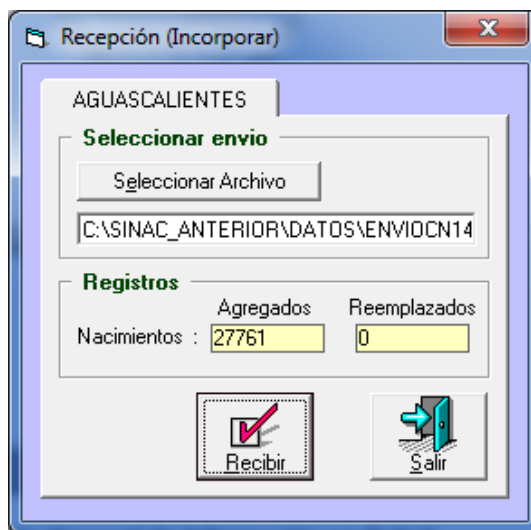 Recepción (Incorporar)
AGUASCALIENTES
Seleccionar envio
Seleccionar Archivo
C:\SINAC_ANTERIOR\DATOS\ENVIOCN14
Registros
Agregados Reemplazados
Nacimientos : 27761 0
Recibir Salir